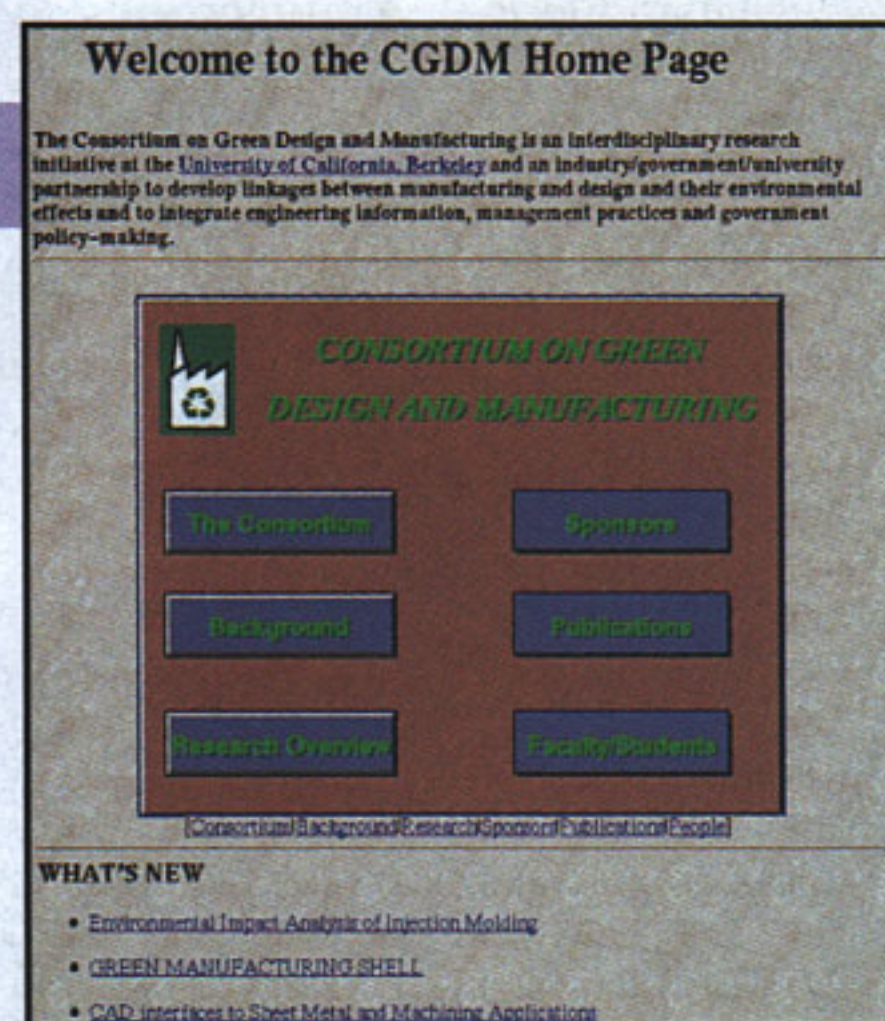 Welcome to the CGDM Home Page
The Consortium on Green Design and Manufacturing is an interdisciplinary research
initiative at the University of California, Berkeley and an industry/government/university
partnership to develop linkages between manufacturing and design and their environmental
effects and to integrate engineering information, management practices and government
policy-making.
CONSORTIUM ON GREEN
DESIGN AND MANUFACTURING
The Consortium Sponsors
Background Publications
Research Overview Faculty/Students
[Consortium|Background|Research|Sponsors|Publications|People]
WHAT'S NEW
• Environmental Impact Analysis of Injection Molding
• GREEN MANUFACTURING SHELL
• CAD interfaces to Sheet Metal and Machining Applications